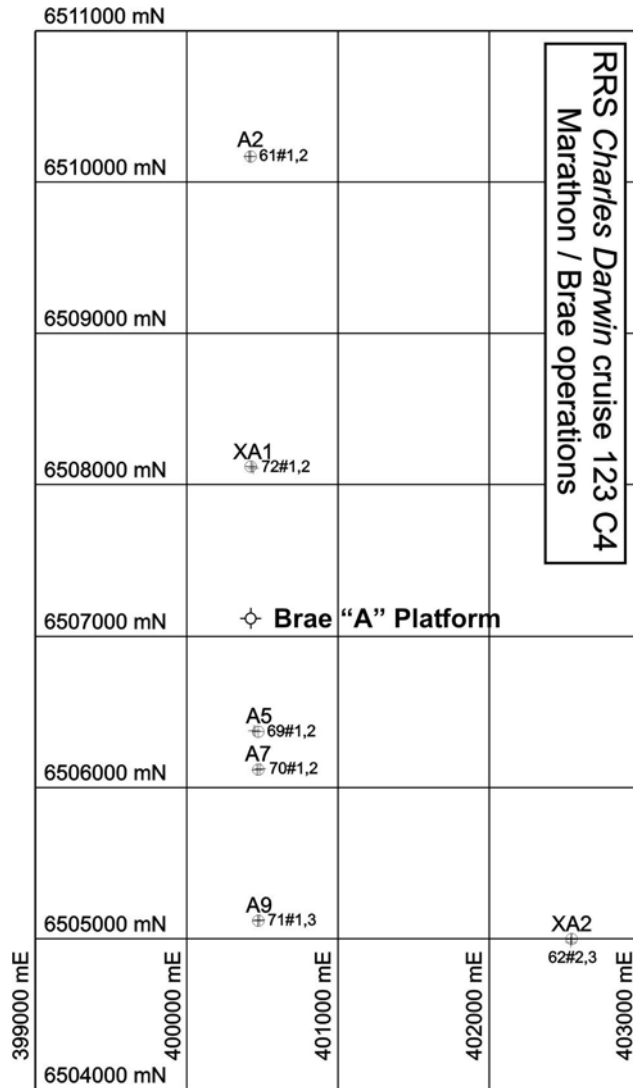 6511000 mN
RRS Charles Darwin cruise 123 C4
Marathon / Brae operations
A2
61#1,2
6510000 mN
6509000 mN
XA1
72#1,2
6508000 mN
Brae “A” Platform
6507000 mN
A5
69#1,2
A7
70#1,2
6506000 mN
A9
71#1,3
6505000 mN
XA2
62#2,3
399000 mE
400000 mE
401000 mE
402000 mE
403000 mE
6504000 mN